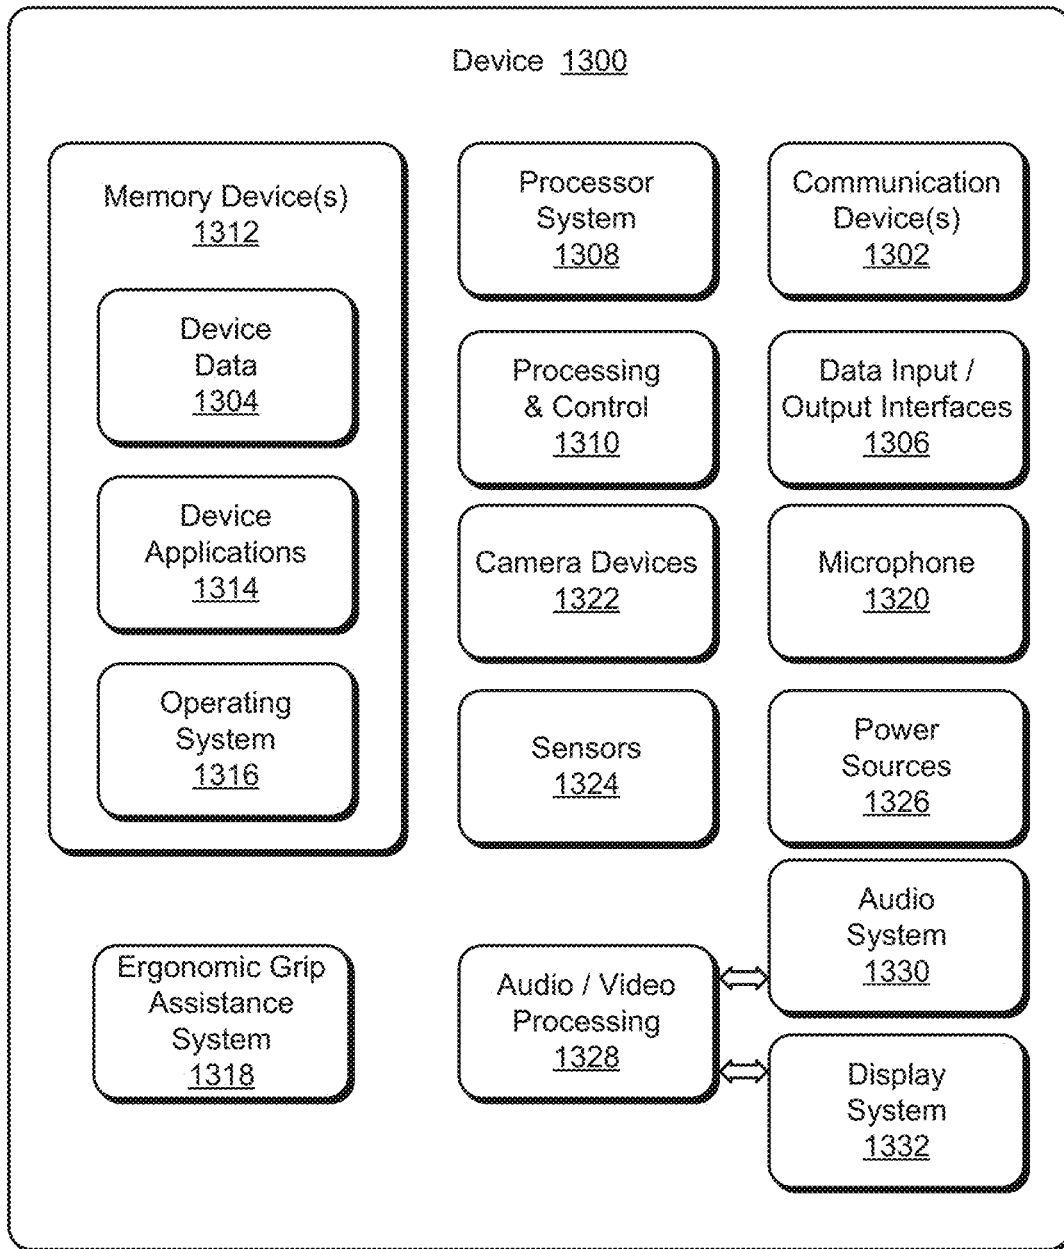 Device 1300
Memory Device(s)
1312
Device
Data
1304
Device
Applications
1314
Operating
System
1316
Ergonomic Grip
Assistance
System
1318
Processor
System
1308
Processing
& Control
1310
Camera Devices
1322
Sensors
1324
Audio / Video
Processing
1328
Communication
Device(s)
1302
Data Input /
Output Interfaces
1306
Microphone
1320
Power
Sources
1326
Audio
System
1330
Display
System
1332